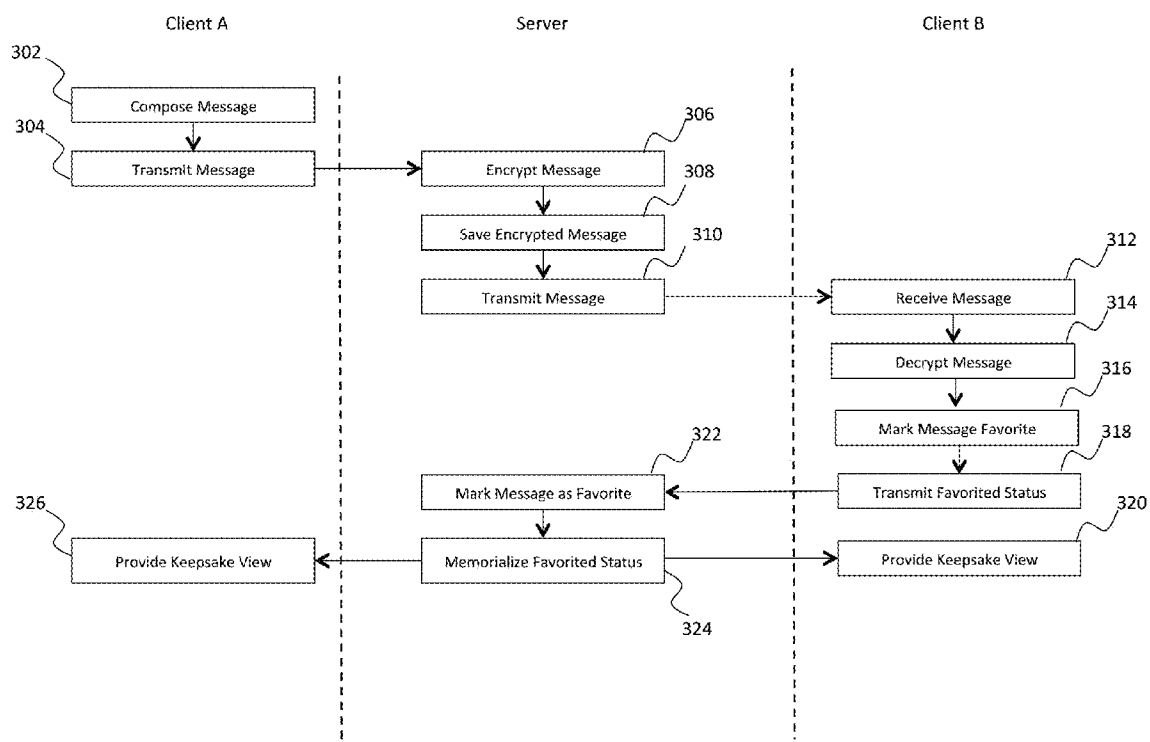 Client A
Server
Client B
302
Compose Message
304
Transmit Message
306
Encrypt Message
308
Save Encrypted Message
310
Transmit Message
312
Receive Message
314
Decrypt Message
316
Mark Message Favorite
318
Transmit Favorited Status
322
Mark Message as Favorite
320
Provide Keepsake View
324
Memorialize Favorited Status
326
Provide Keepsake View